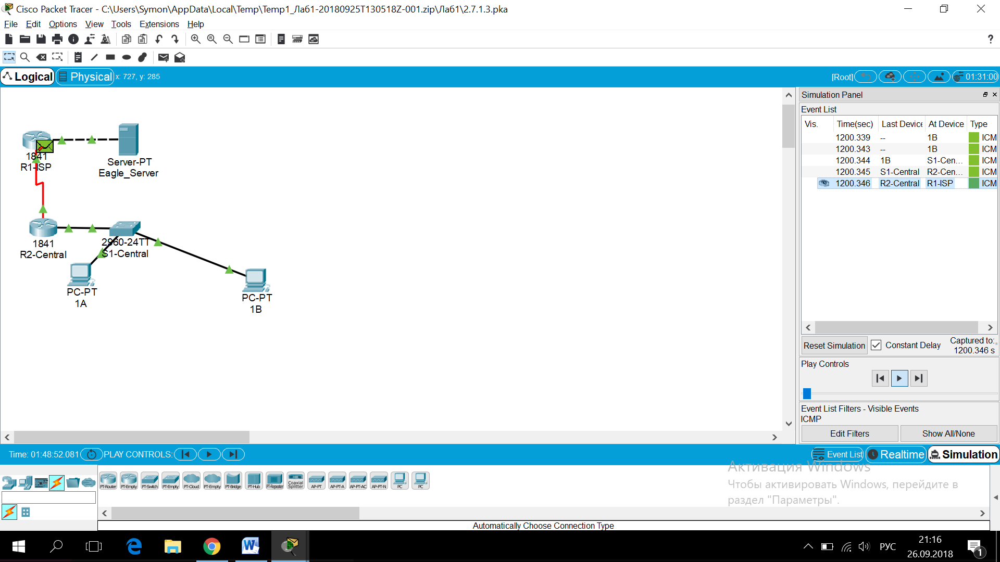 Cisco Packet Tracer - C:\Users\Symon\AppData\Local\Temp\Temp1_Лаб1-20180925T130518Z-001.zip\Лаб1\2.7.1.3.pka
File Edit Options View Tools Extensions Help
?
Logical Physical x: 727, y: 285 [Root] 01:31:00
Simulation Panel
Event List
Vis. Time(sec) Last Device At Device Type
1200.339 -- 1B ICM
1200.343 -- 1B ICM
1200.344 1B S1-Cen... ICM
1200.345 S1-Central R2-Cen... ICM
1200.346 R2-Central R1-ISP ICM
1841
R1-ISP
Server-PT
Eagle_Server
1841
R2-Central
2960-24TT
S1-Central
PC-PT
1A
PC-PT
1B
Reset Simulation Constant Delay Captured to:
1200.346 s
Play Controls
Event List Filters - Visible Events
ICMP
Edit Filters Show All/None
Time: 01:48:52.081 PLAY CONTROLS: Event List Realtime Simulation
PT-Router PT-Empty PT-Switch PT-Empty PT-Cloud PT-Empty PT-Bridge PT-Hub PT-Repeater Coaxial Splitter AP-PT AP-PT-A AP-PT-AC AP-PT-N PC PC
Активация Windows
Чтобы активировать Windows, перейдите в
раздел "Параметры".
Automatically Choose Connection Type
РУС
21:16
26.09.2018
1